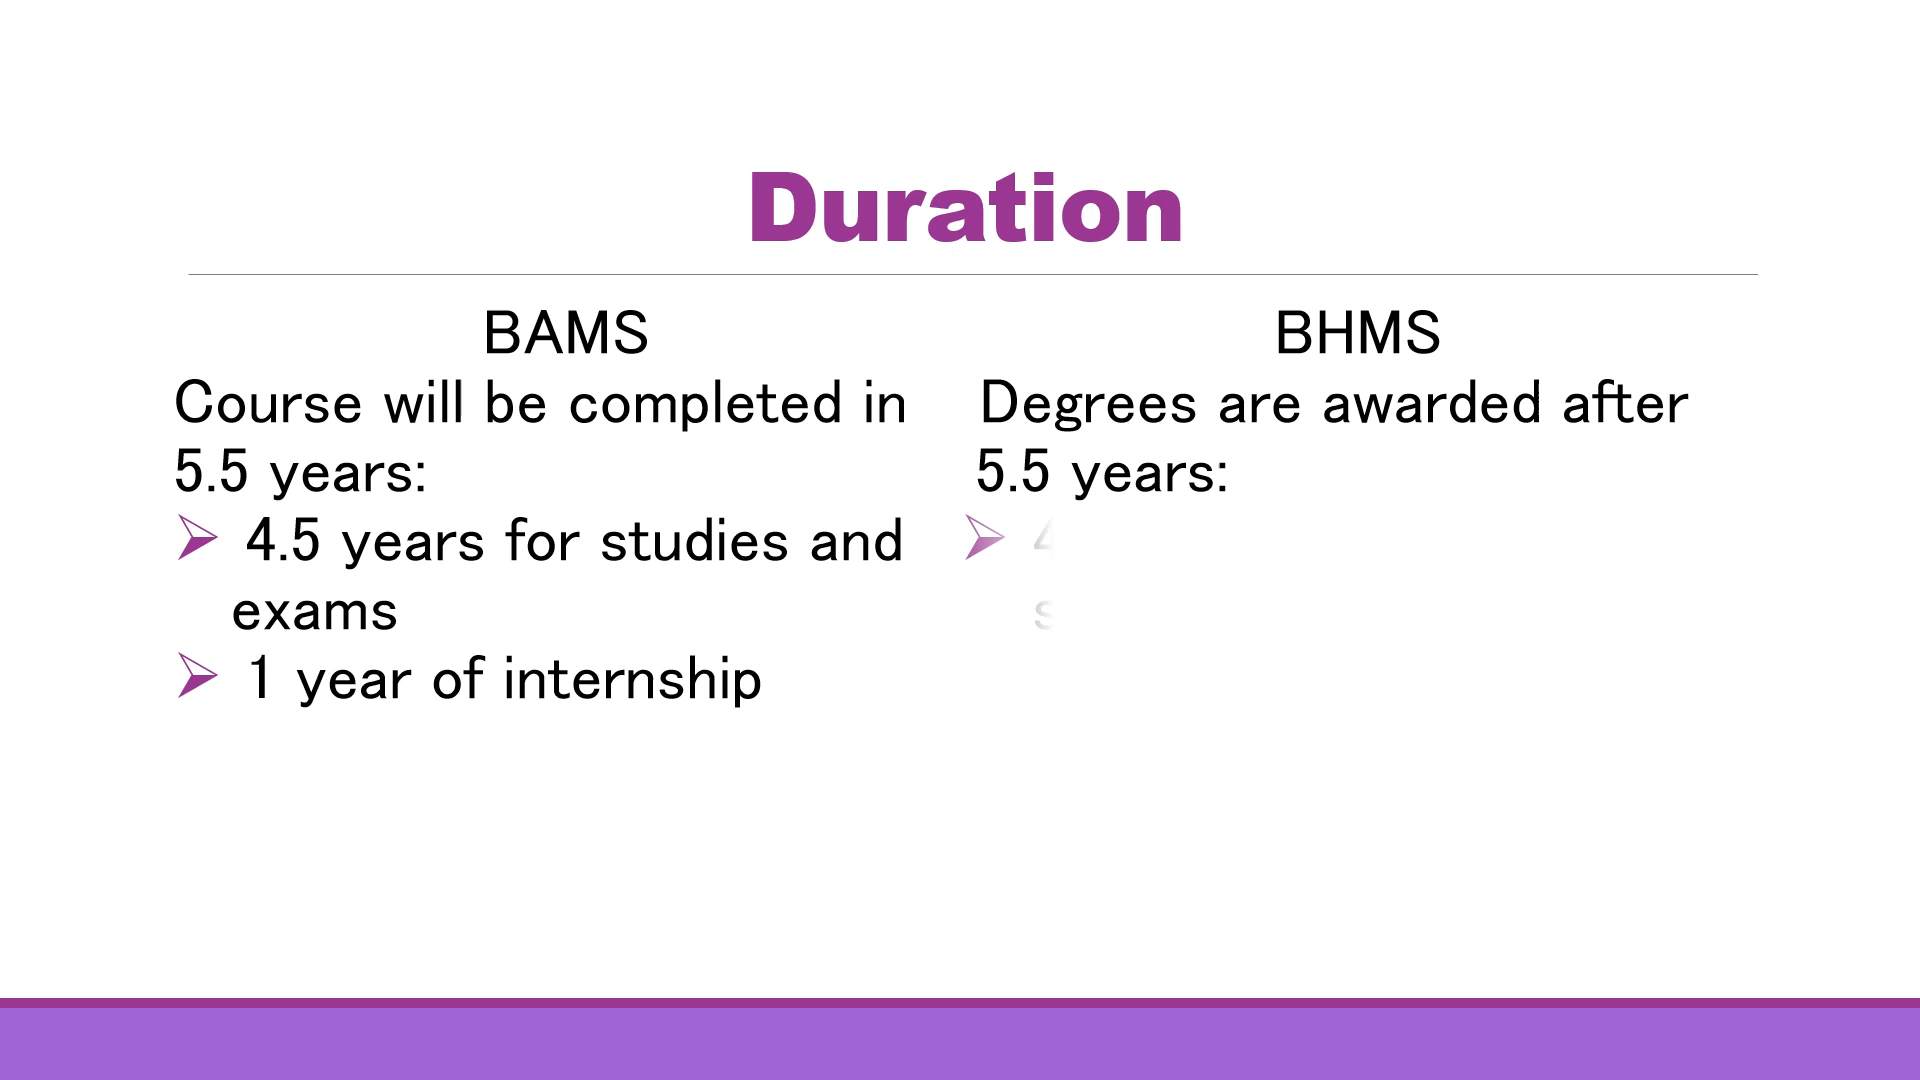 Duration
BAMS
Course will be completed in
5.5 years:
➢ 4.5 years for studies and
exams
➢ 1 year of internship
BHMS
Degrees are awarded after
5.5 years:
➢